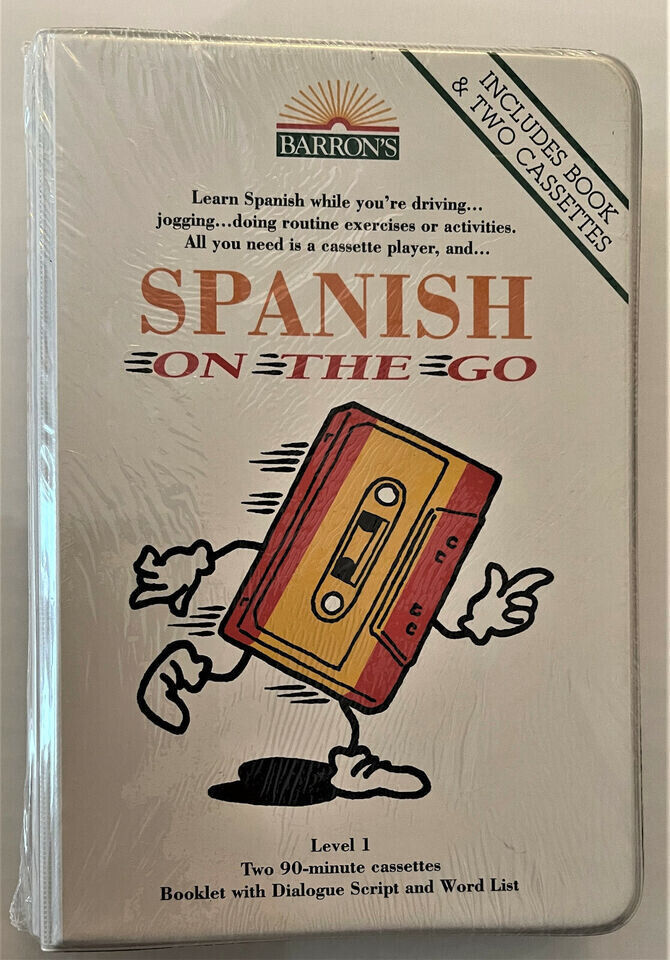 INCLUDES BOOK
& TWO CASSETTES
BARRON'S
Learn Spanish while you're driving...
jogging...doing routine exercises or activities.
All you need is a cassette player, and...
SPANISH
ON THE GO
Level 1
Two 90-minute cassettes
Booklet with Dialogue Script and Word List